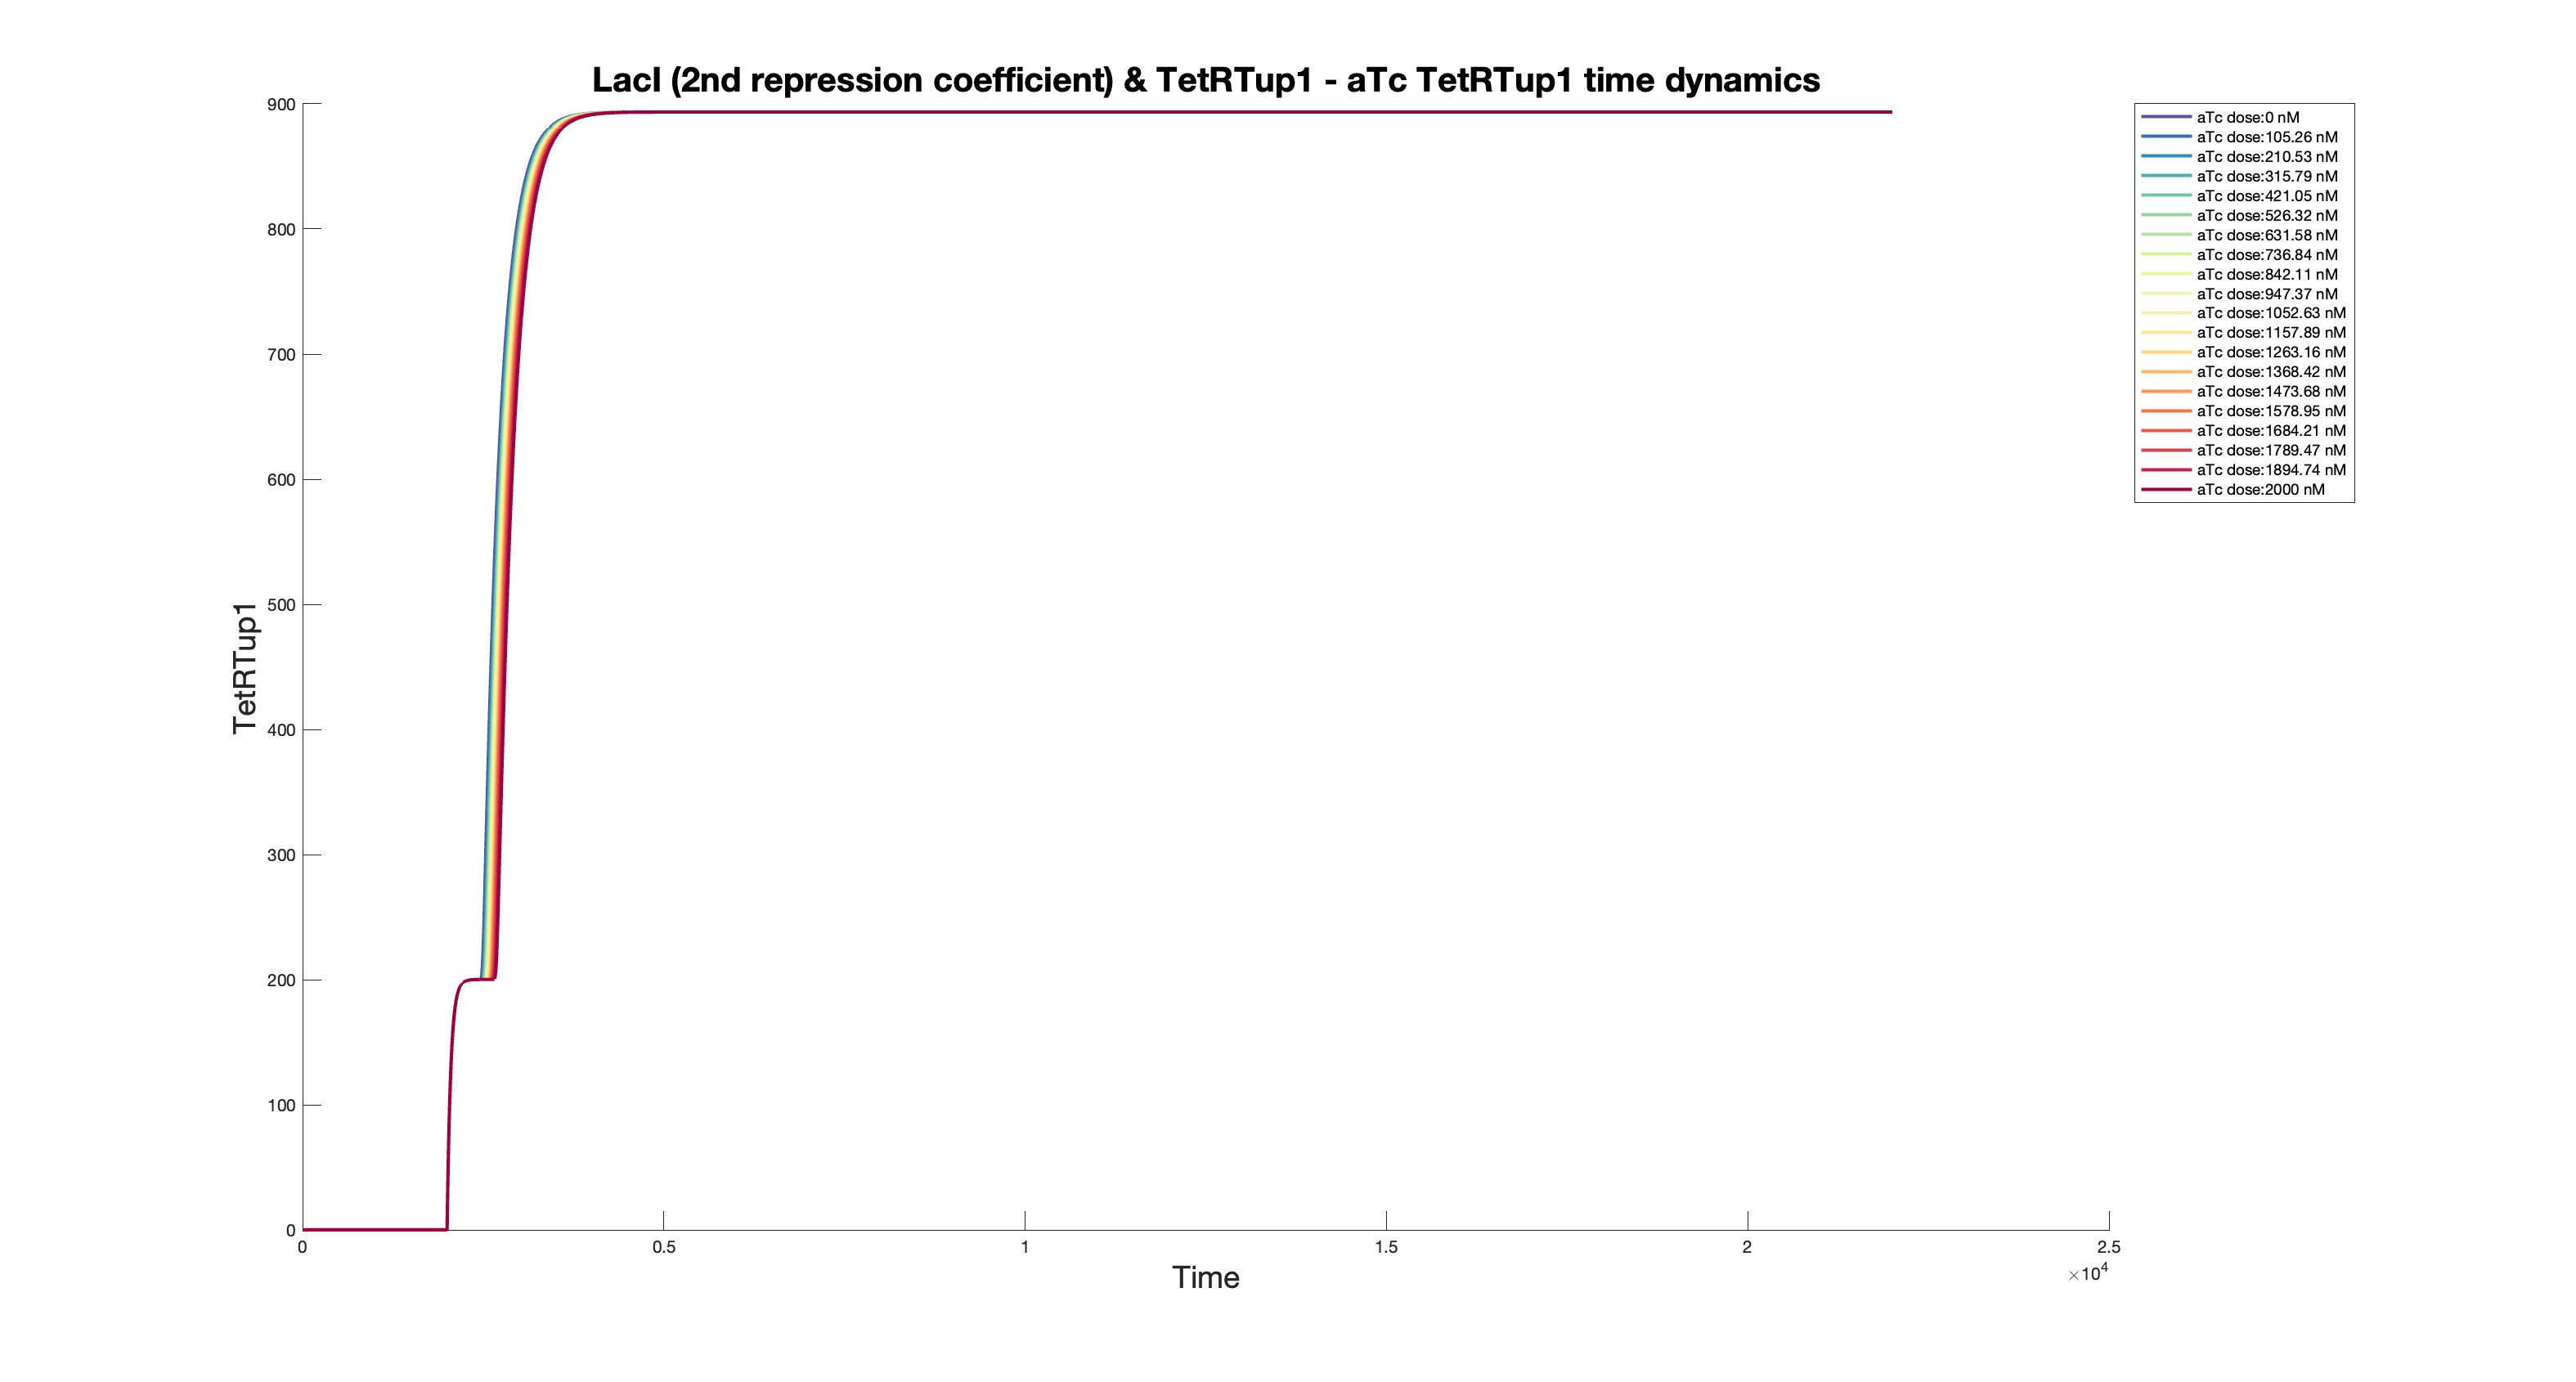 LacI (2nd repression coefficient) & TetRTup1 - aTc TetRTup1 time dynamics
900
800
700
600
500
400
300
200
100
0
TetRTup1
0 0.5 1 1.5 2 2.5
×10⁴
Time
aTc dose:0 nM
aTc dose:105.26 nM
aTc dose:210.53 nM
aTc dose:315.79 nM
aTc dose:421.05 nM
aTc dose:526.32 nM
aTc dose:631.58 nM
aTc dose:736.84 nM
aTc dose:842.11 nM
aTc dose:947.37 nM
aTc dose:1052.63 nM
aTc dose:1157.89 nM
aTc dose:1263.16 nM
aTc dose:1368.42 nM
aTc dose:1473.68 nM
aTc dose:1578.95 nM
aTc dose:1684.21 nM
aTc dose:1789.47 nM
aTc dose:1894.74 nM
aTc dose:2000 nM